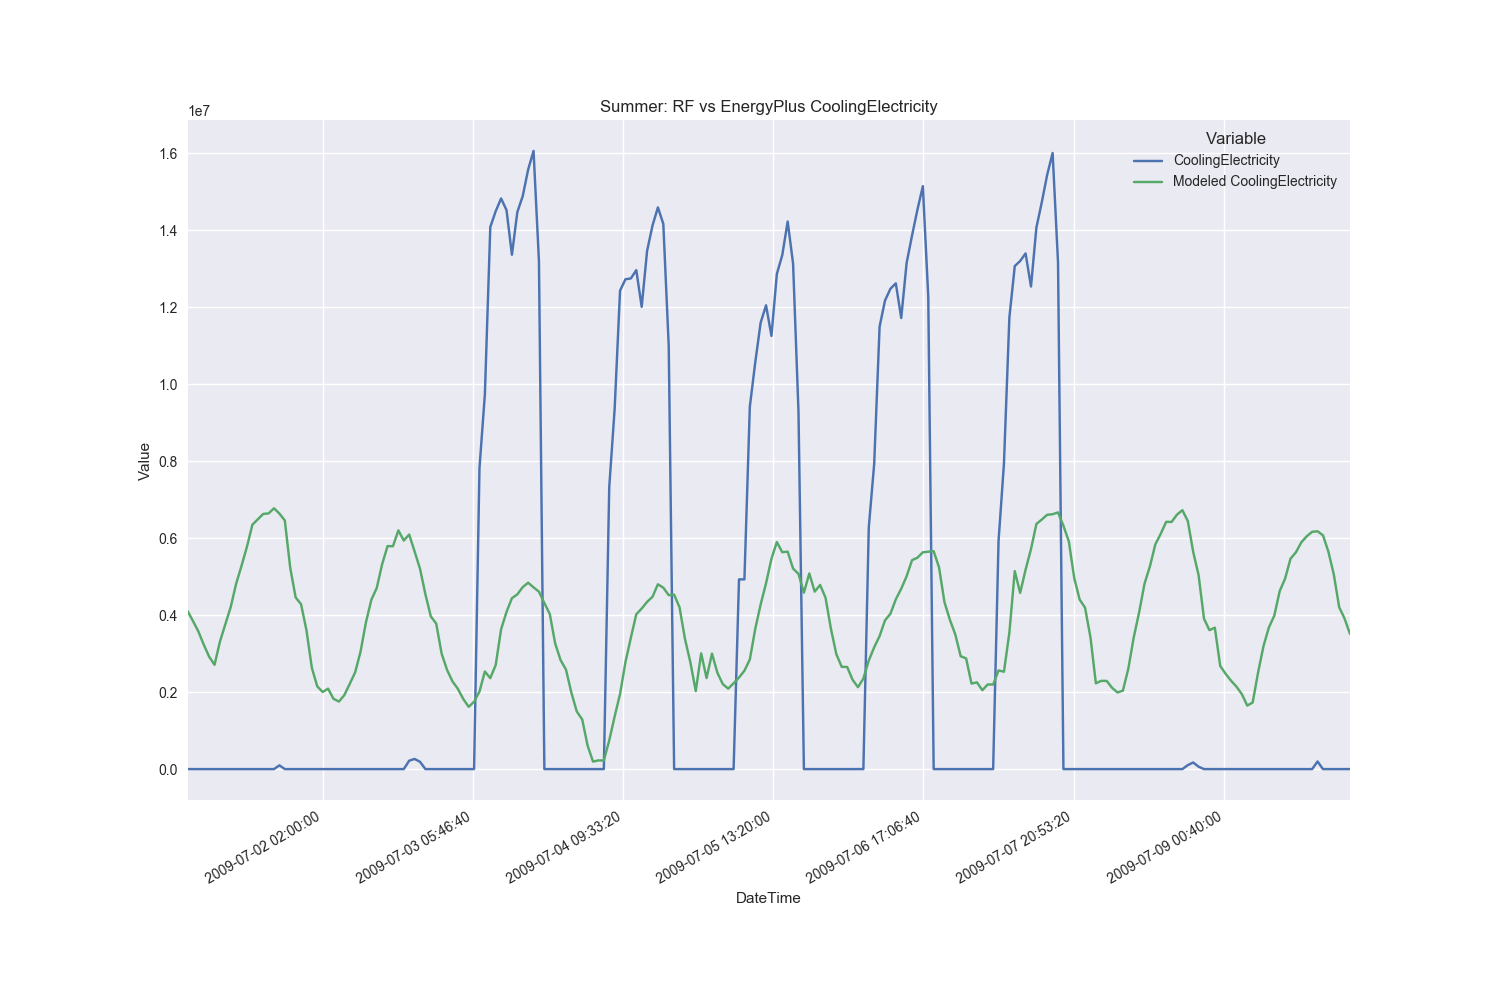 Summer: RF vs EnergyPlus CoolingElectricity
1e7
Variable
CoolingElectricity
Modeled CoolingElectricity
1.6
1.4
1.2
1.0
0.8
0.6
0.4
0.2
0.0
Value
2009-07-02 02:00:00
2009-07-03 05:46:40
2009-07-04 09:33:20
2009-07-05 13:20:00
2009-07-06 17:06:40
2009-07-07 20:53:20
2009-07-09 00:40:00
DateTime